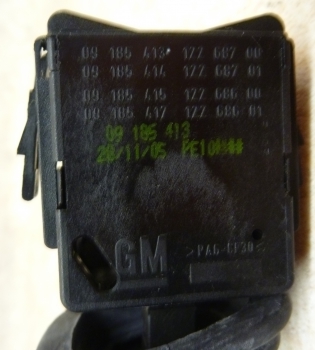 09 185 413 122 687 00
09 185 414 122 687 01
09 185 415 122 686 00
09 185 417 122 686 01
09 185 413
28/11/05 PE10
GM
>PA6-GF30<